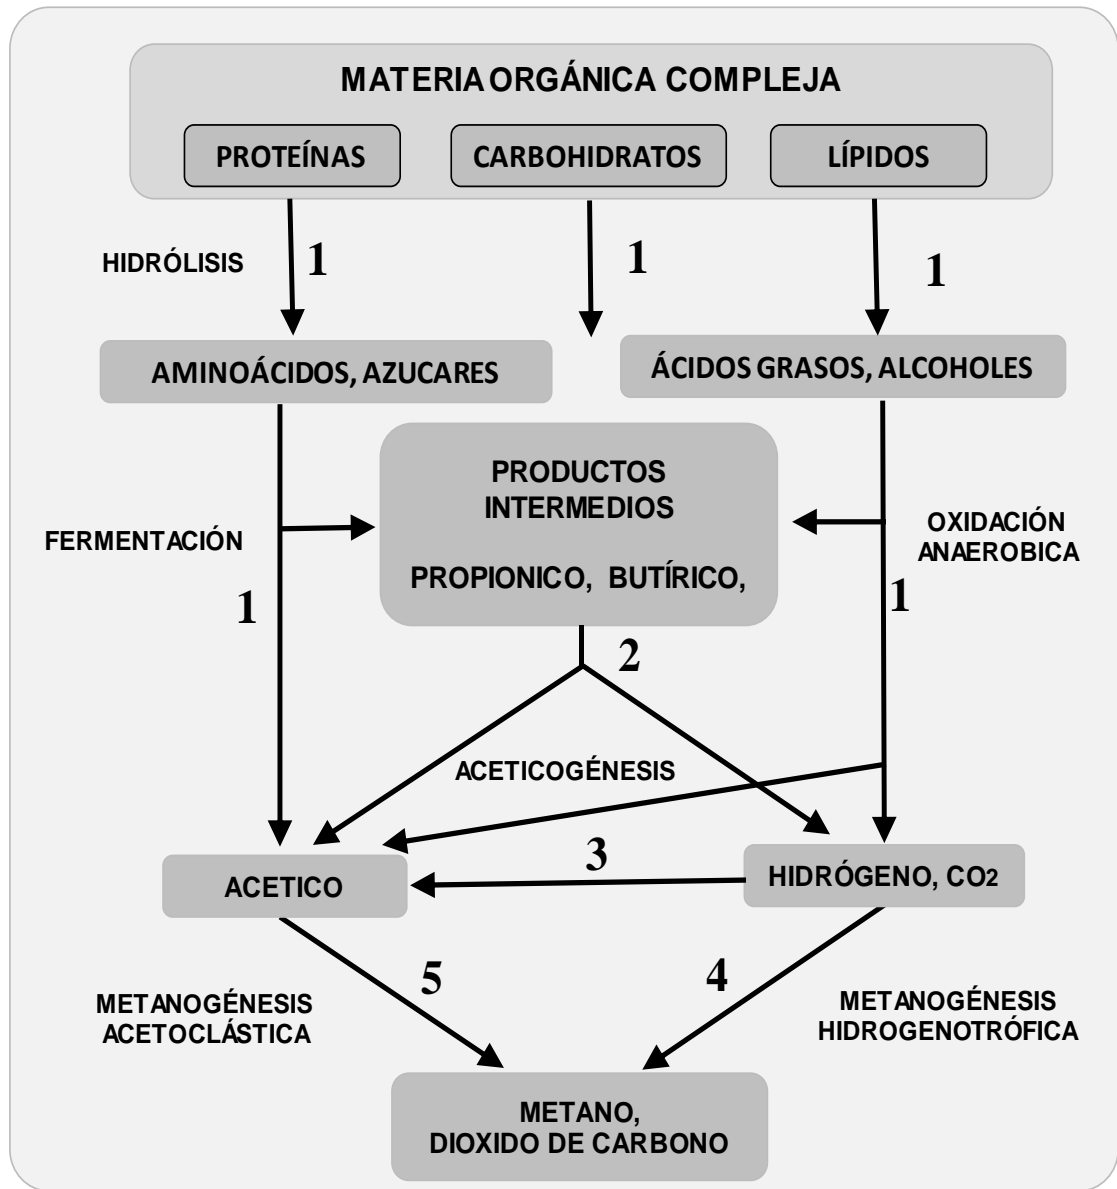 MATERIA ORGÁNICA COMPLEJA
PROTEÍNAS
CARBOHIDRATOS
LÍPIDOS
HIDRÓLISIS
1
1
1
AMINOÁCIDOS, AZUCARES
ÁCIDOS GRASOS, ALCOHOLES
PRODUCTOS
INTERMEDIOS
PROPIONICO, BUTÍRICO,
FERMENTACIÓN
1
OXIDACIÓN
ANAEROBICA
1
2
ACETICOGÉNESIS
ACETICO
3
HIDRÓGENO, CO2
METANOGÉNESIS
ACETOCLÁSTICA
5
4
METANOGÉNESIS
HIDROGENOTRÓFICA
METANO,
DIOXIDO DE CARBONO